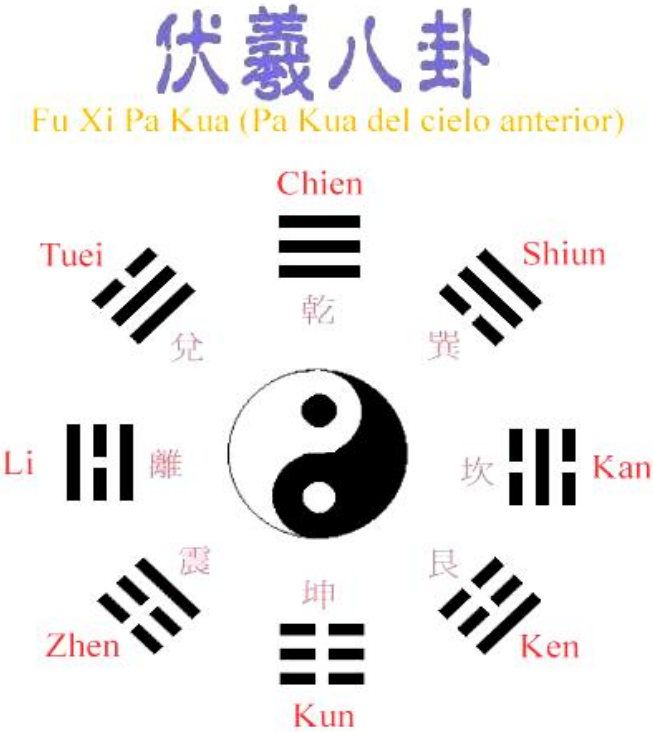 伏羲八卦
Fu Xi Pa Kua (Pa Kua del cielo anterior)
Chien
乾
Tuei
兌
Shiun
巽
Li
離
坎
Kan
震
Zhen
艮
Ken
坤
Kun